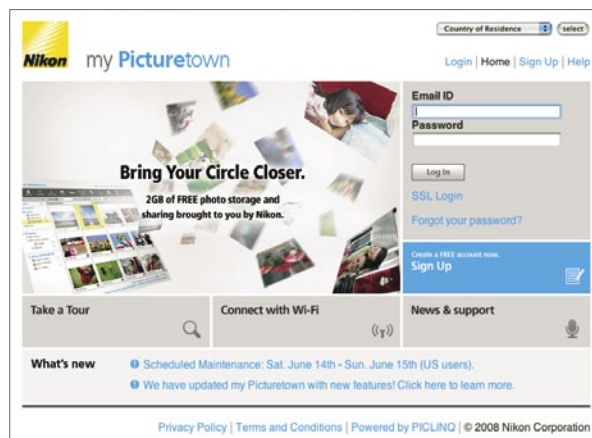 Country of Residence select
Nikon my Picturetown
Login | Home | Sign Up | Help
Email ID
Password
Bring Your Circle Closer.
2GB of FREE photo storage and
sharing brought to you by Nikon.
Log In
SSL Login
Forgot your password?
Create a FREE account now.
Sign Up
Take a Tour
Connect with Wi-Fi
News & support
What's new
Scheduled Maintenance: Sat. June 14th - Sun. June 15th (US users).
We have updated my Picturetown with new features! Click here to learn more.
Privacy Policy | Terms and Conditions | Powered by PICLINQ | © 2008 Nikon Corporation